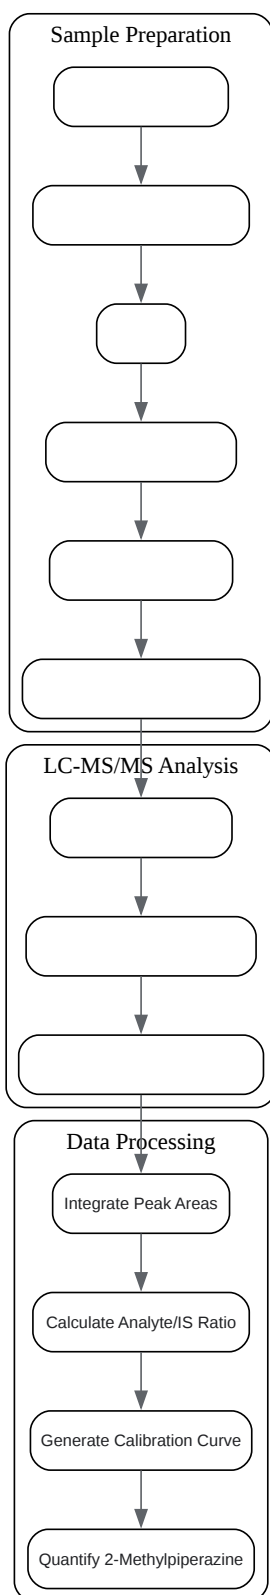 Sample Preparation
LC-MS/MS Analysis
Data Processing
Integrate Peak Areas
Calculate Analyte/IS Ratio
Generate Calibration Curve
Quantify 2-Methylpiperazine